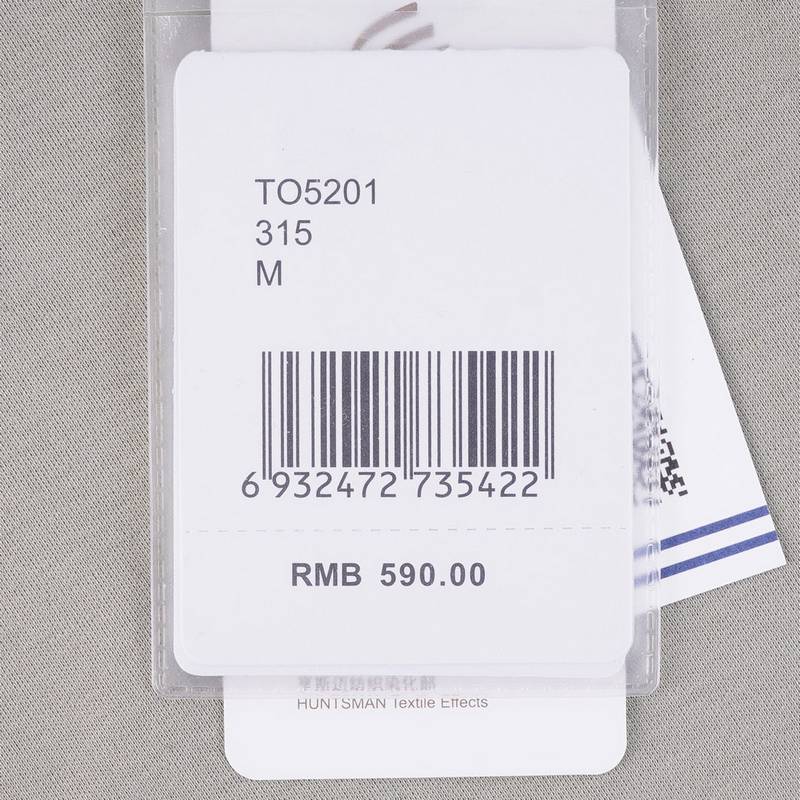 TO5201
315
M
6 932472 735422
RMB 590.00
HUNTSMAN Textile Effects